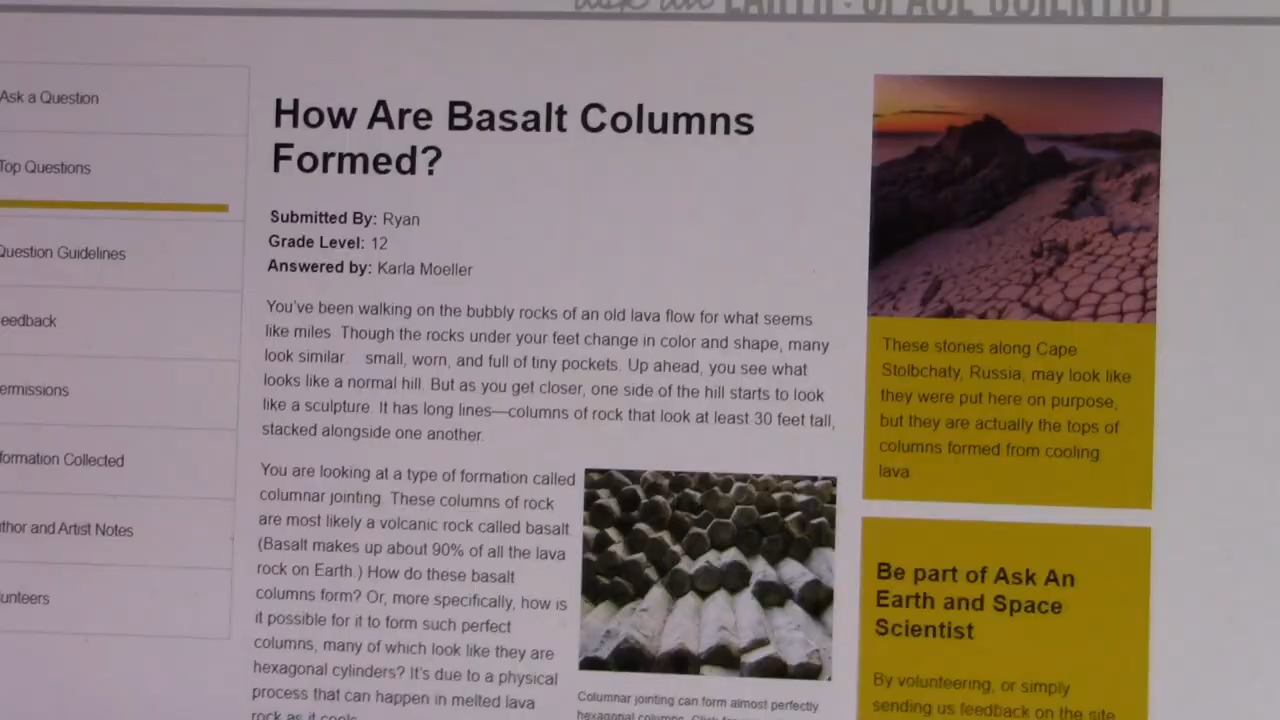 ask an EARTH SPACE SCIENTIST
Ask a Question
Top Questions
Question Guidelines
eedback
ermissions
formation Collected
thor and Artist Notes
unteers
How Are Basalt Columns
Formed?
Submitted By: Ryan
Grade Level: 12
Answered by: Karla Moeller
You've been walking on the bubbly rocks of an old lava flow for what seems
like miles Though the rocks under your feet change in color and shape, many
look similar small, worn, and full of tiny pockets. Up ahead, you see what
looks like a normal hill. But as you get closer, one side of the hill starts to look
like a sculpture. It has long lines—columns of rock that look at least 30 feet tall,
stacked alongside one another.
You are looking at a type of formation called
columnar jointing. These columns of rock
are most likely a volcanic rock called basalt.
(Basalt makes up about 90% of all the lava
rock on Earth.) How do these basalt
columns form? Or, more specifically, how is
it possible for it to form such perfect
columns, many of which look like they are
hexagonal cylinders? It's due to a physical
process that can happen in melted lava
rock as it cools
Columnar jointing can form almost perfectly
hexagonal columns.
These stones along Cape
Stolbchaty, Russia, may look like
they were put here on purpose,
but they are actually the tops of
columns formed from cooling
lava
Be part of Ask An
Earth and Space
Scientist
By volunteering, or simply
sending us feedback on the site